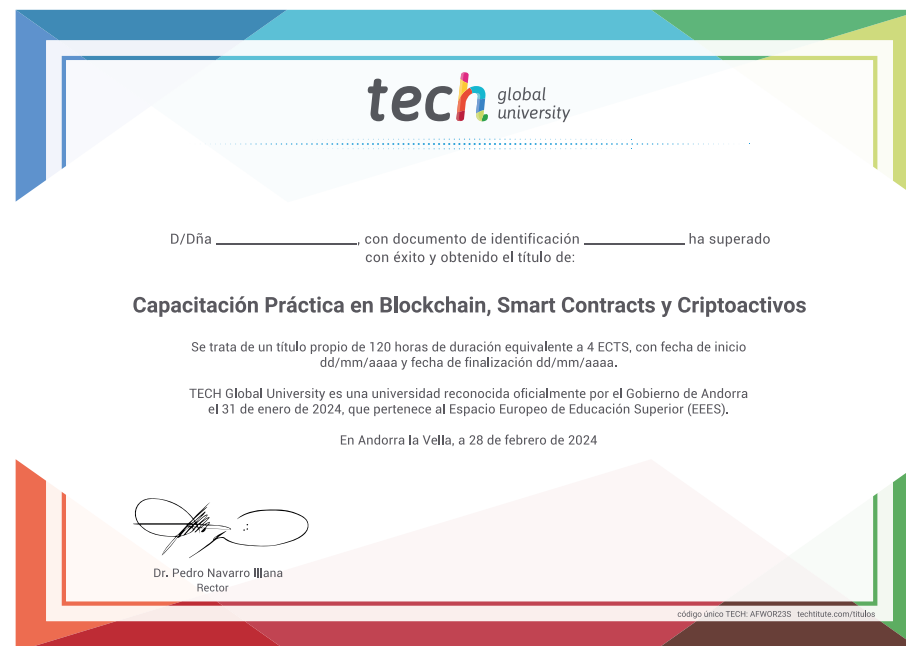 tech global university
D/Dña ____________________, con documento de identificación ______________ ha superado
con éxito y obtenido el título de:
Capacitación Práctica en Blockchain, Smart Contracts y Criptoactivos
Se trata de un título propio de 120 horas de duración equivalente a 4 ECTS, con fecha de inicio
dd/mm/aaaa y fecha de finalización dd/mm/aaaa.
TECH Global University es una universidad reconocida oficialmente por el Gobierno de Andorra
el 31 de enero de 2024, que pertenece al Espacio Europeo de Educación Superior (EEES).
En Andorra la Vella, a 28 de febrero de 2024
Dr. Pedro Navarro Illana
Rector
código único TECH: AFWOR23S techtitute.com/titulos